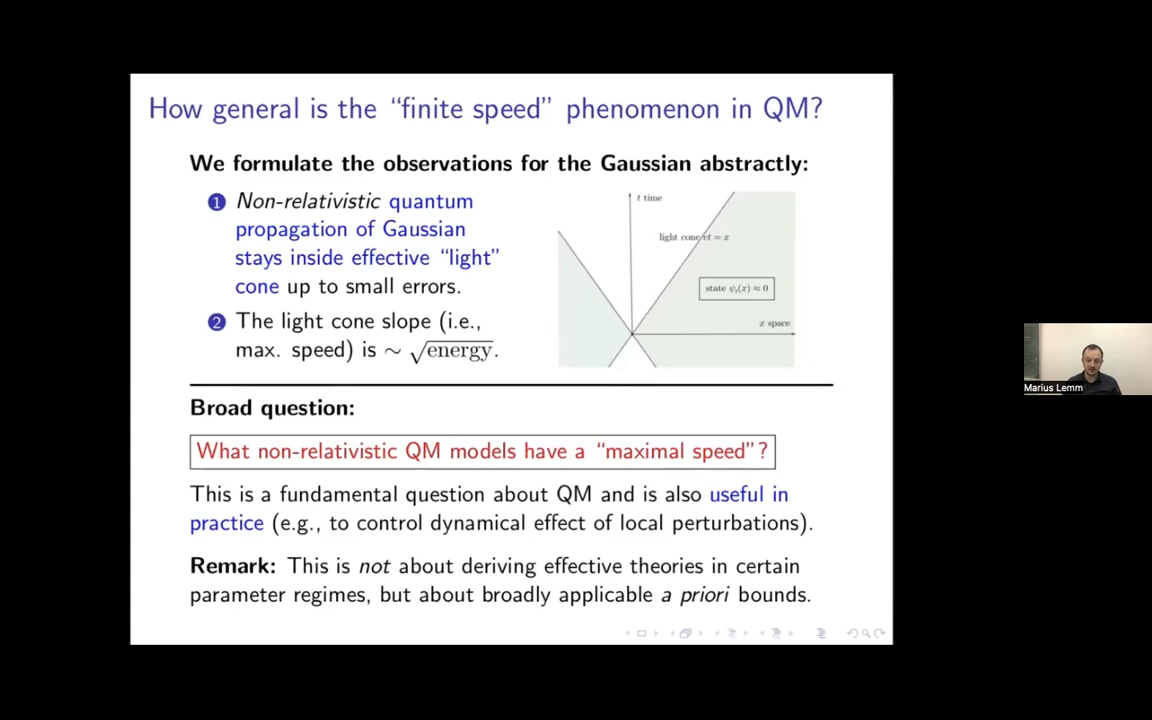 How general is the “finite speed” phenomenon in QM?
We formulate the observations for the Gaussian abstractly:
1 Non-relativistic quantum
propagation of Gaussian
stays inside effective “light”
cone up to small errors.
2 The light cone slope (i.e.,
max. speed) is ∼ √energy.
t time
light cone vt = x
state ψₜ(x) ≈ 0
x space
Broad question:
What non-relativistic QM models have a “maximal speed”?
This is a fundamental question about QM and is also useful in
practice (e.g., to control dynamical effect of local perturbations).
Remark: This is not about deriving effective theories in certain
parameter regimes, but about broadly applicable a priori bounds.
Marius Lemm